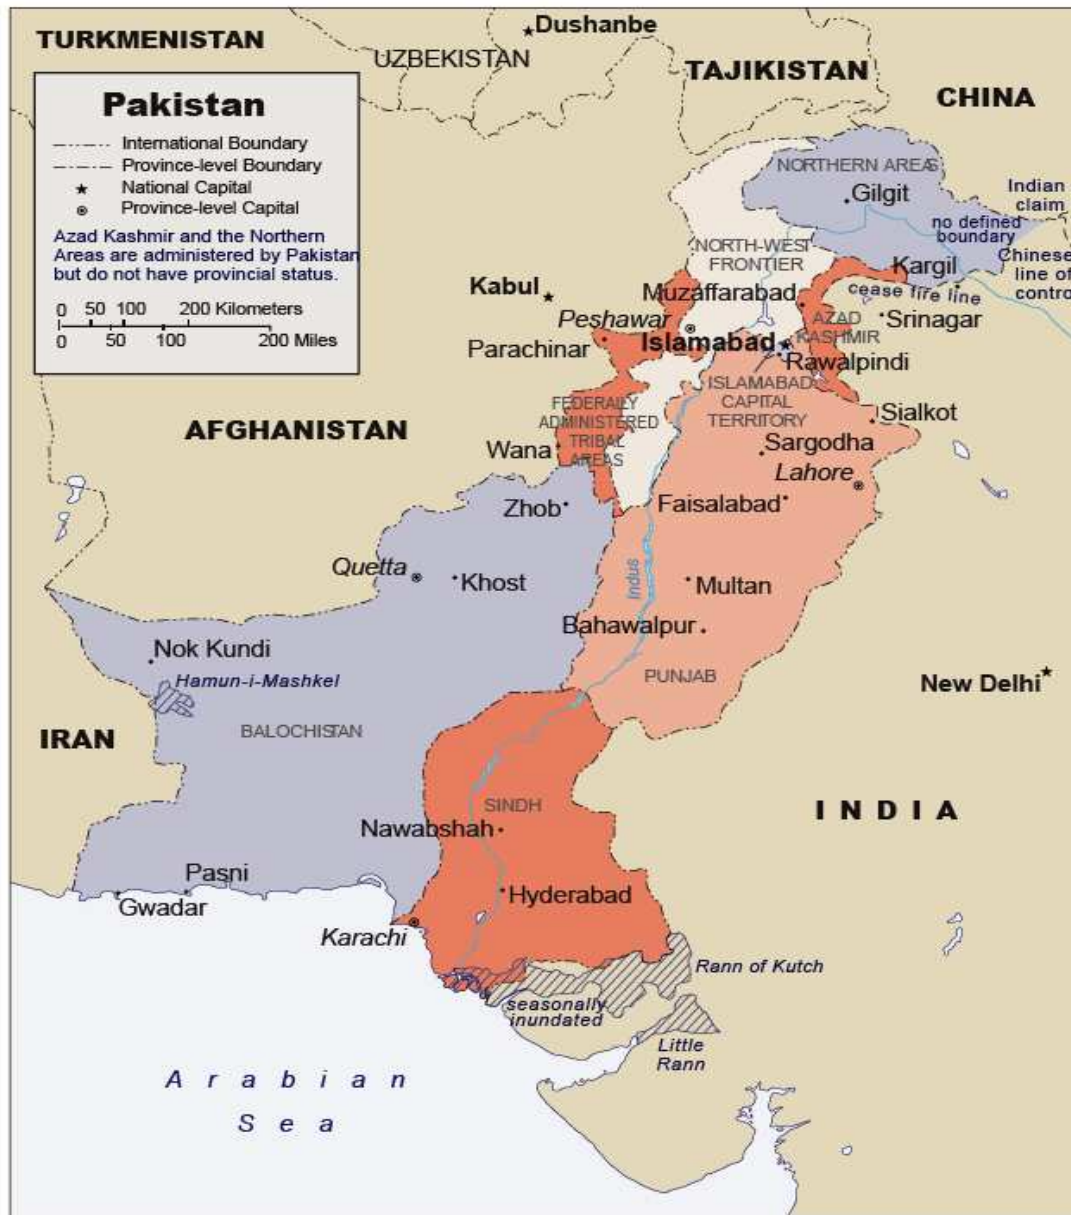 TURKMENISTAN
UZBEKISTAN
Dushanbe
TAJIKISTAN
CHINA
Pakistan
International Boundary
Province-level Boundary
National Capital
Province-level Capital
Azad Kashmir and the Northern
Areas are administered by Pakistan
but do not have provincial status.
0 50 100 200 Kilometers
0 50 100 200 Miles
NORTHERN AREAS
Gilgit
Indian
claim
no defined
boundary
Chinese
line of
control
NORTH-WEST
FRONTIER
Kargil
cease fire line
Kabul
Muzaffarabad
Peshawar
AZAD
KASHMIR
Srinagar
Islamabad
Parachinar
Rawalpindi
ISLAMABAD
CAPITAL
TERRITORY
FEDERALLY
ADMINISTERED
TRIBAL
AREAS
AFGHANISTAN
Sialkot
Wana
Sargodha
Lahore
Zhob
Faisalabad
Quetta
Khost
Indus
Multan
Bahawalpur
Nok Kundi
Hamun-i-Mashkel
PUNJAB
New Delhi
IRAN
BALOCHISTAN
SINDH
INDIA
Nawabshah
Pasni
Gwadar
Hyderabad
Karachi
Rann of Kutch
seasonally
inundated
Little
Rann
Arabian
Sea